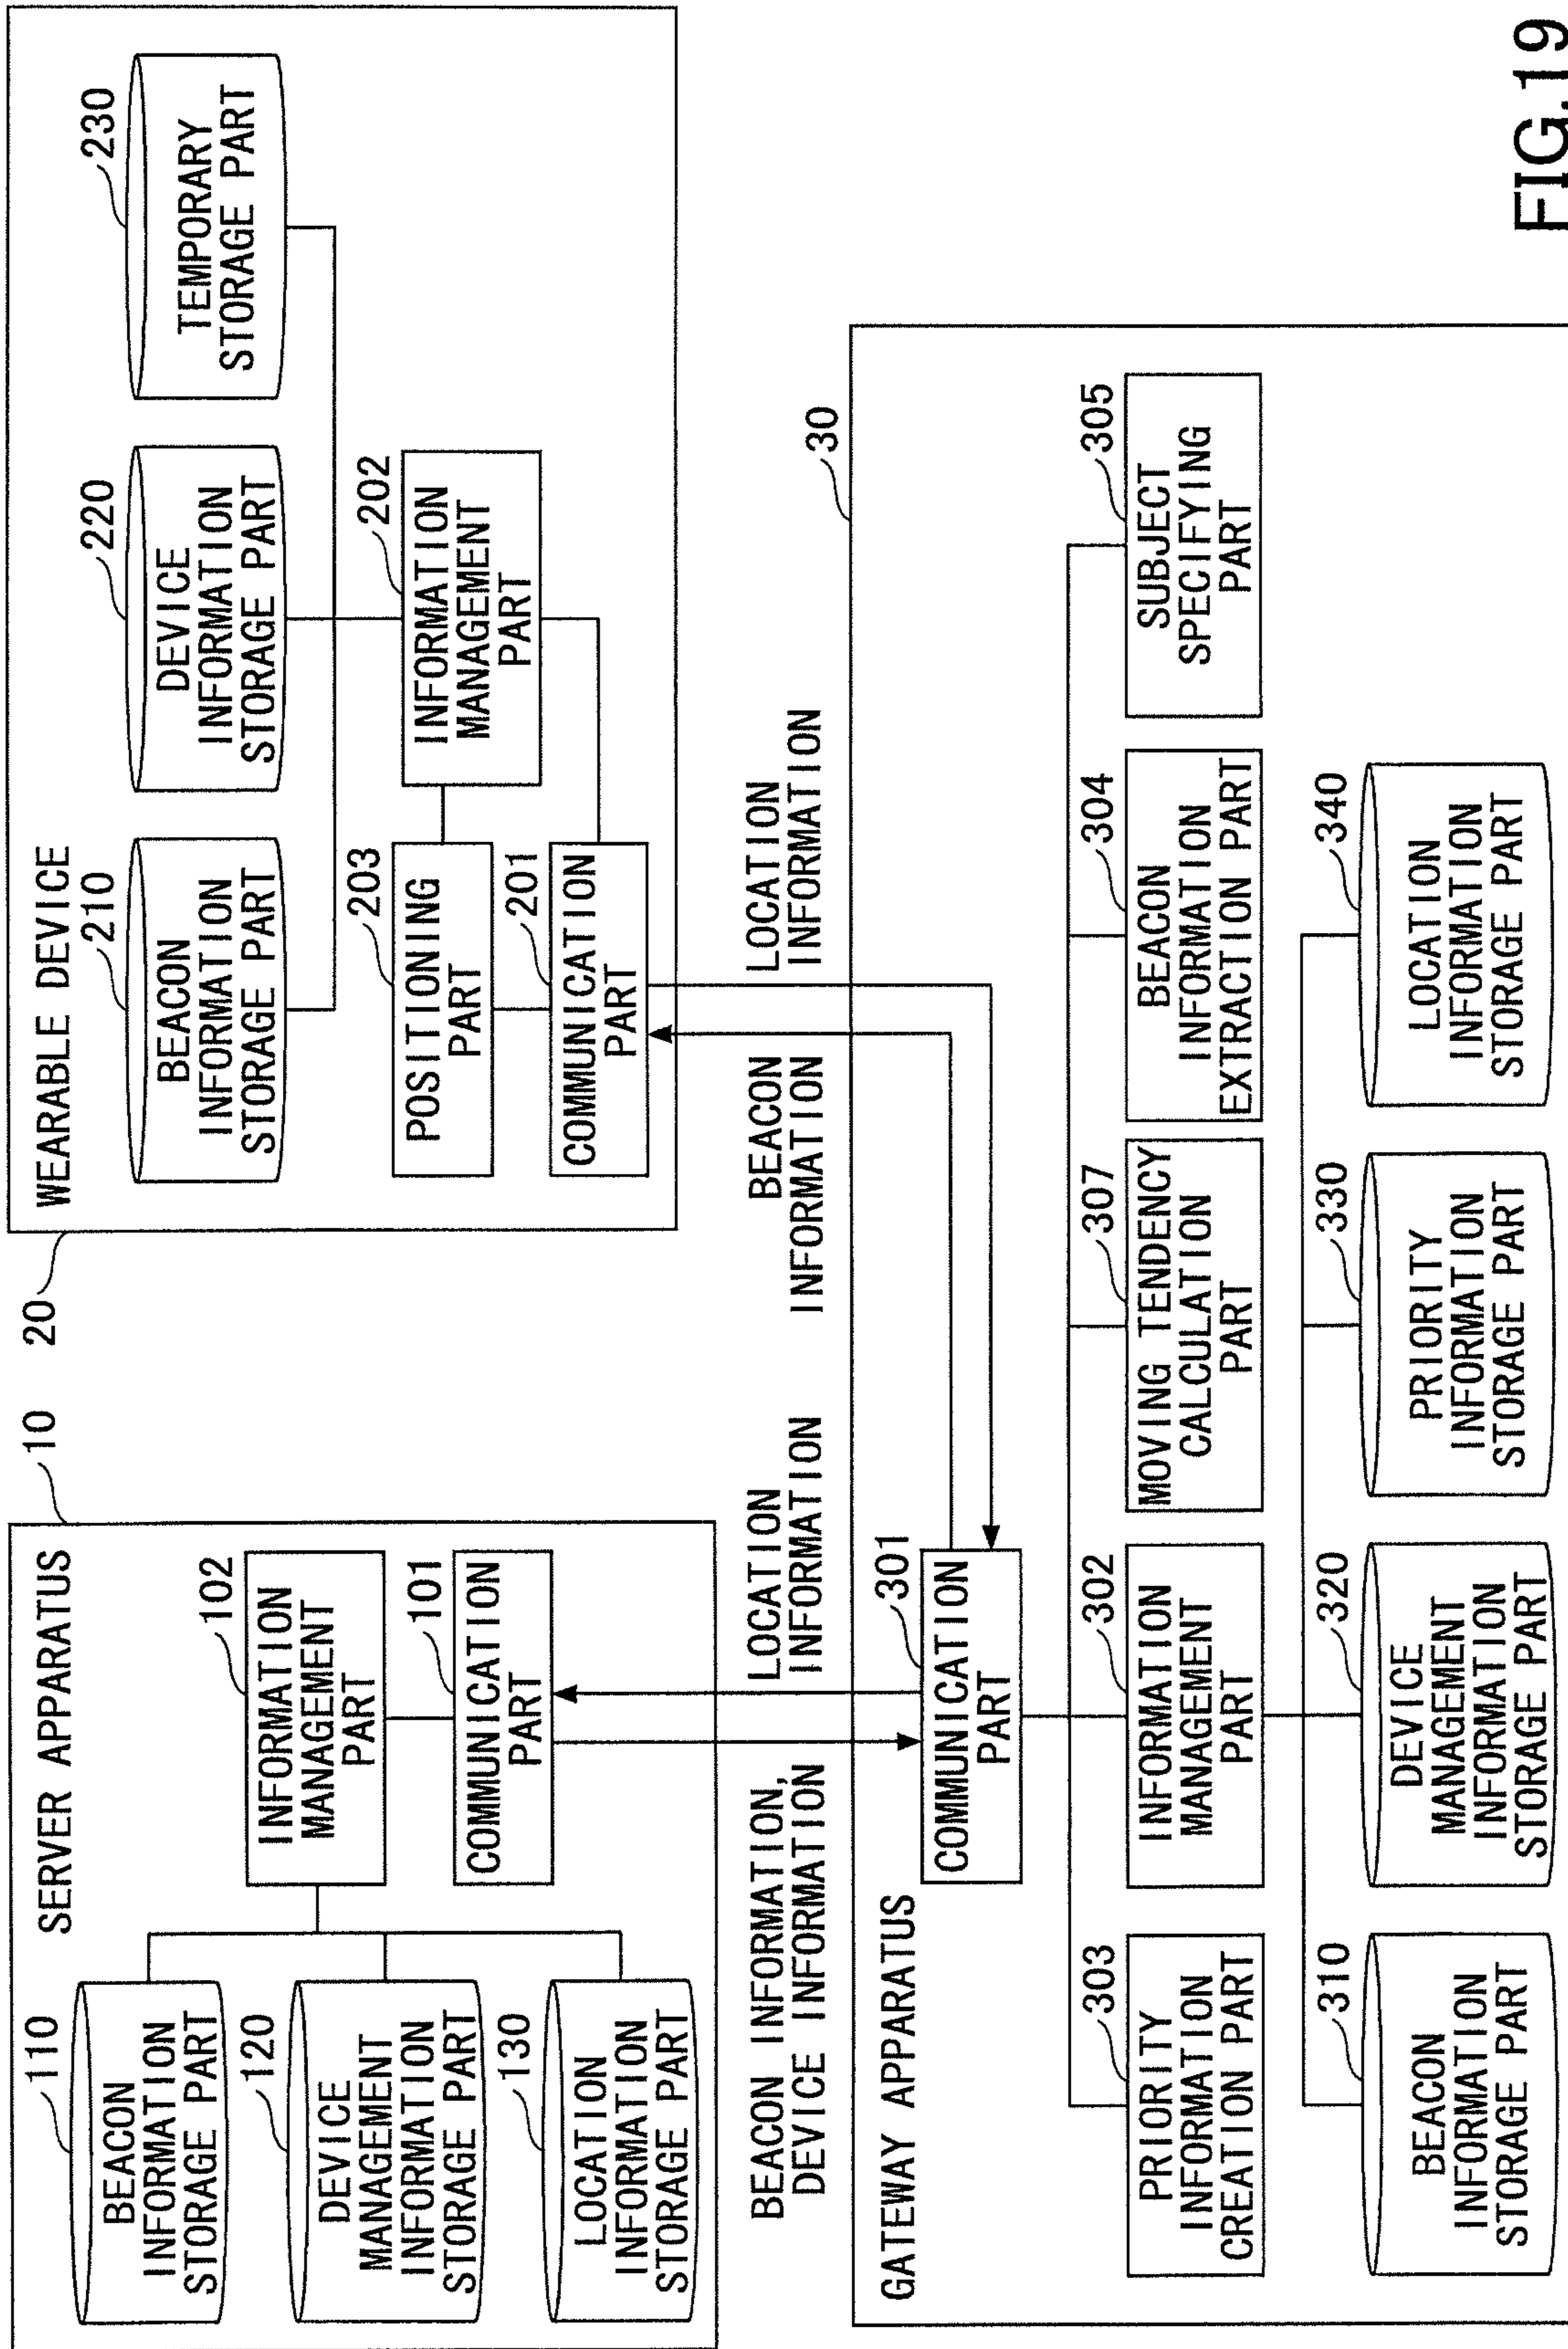 SERVER APPARATUS
10
110
BEACON
INFORMATION
STORAGE PART
120
DEVICE
MANAGEMENT
INFORMATION
STORAGE PART
130
LOCATION
INFORMATION
STORAGE PART
102
INFORMATION
MANAGEMENT
PART
101
COMMUNICATION
PART
20
WEARABLE DEVICE
210
BEACON
INFORMATION
STORAGE PART
220
DEVICE
INFORMATION
STORAGE PART
230
TEMPORARY
STORAGE PART
203
POSITIONING
PART
202
INFORMATION
MANAGEMENT
PART
201
COMMUNICATION
PART
BEACON INFORMATION,
DEVICE INFORMATION
LOCATION
INFORMATION
BEACON
INFORMATION
LOCATION
INFORMATION
30
GATEWAY APPARATUS
301
COMMUNICATION
PART
303
PRIORITY
INFORMATION
CREATION PART
302
INFORMATION
MANAGEMENT
PART
307
MOVING TENDENCY
CALCULATION
PART
304
BEACON
INFORMATION
EXTRACTION PART
305
SUBJECT
SPECIFYING
PART
310
BEACON
INFORMATION
STORAGE PART
320
DEVICE
MANAGEMENT
INFORMATION
STORAGE PART
330
PRIORITY
INFORMATION
STORAGE PART
340
LOCATION
INFORMATION
STORAGE PART
FIG.19